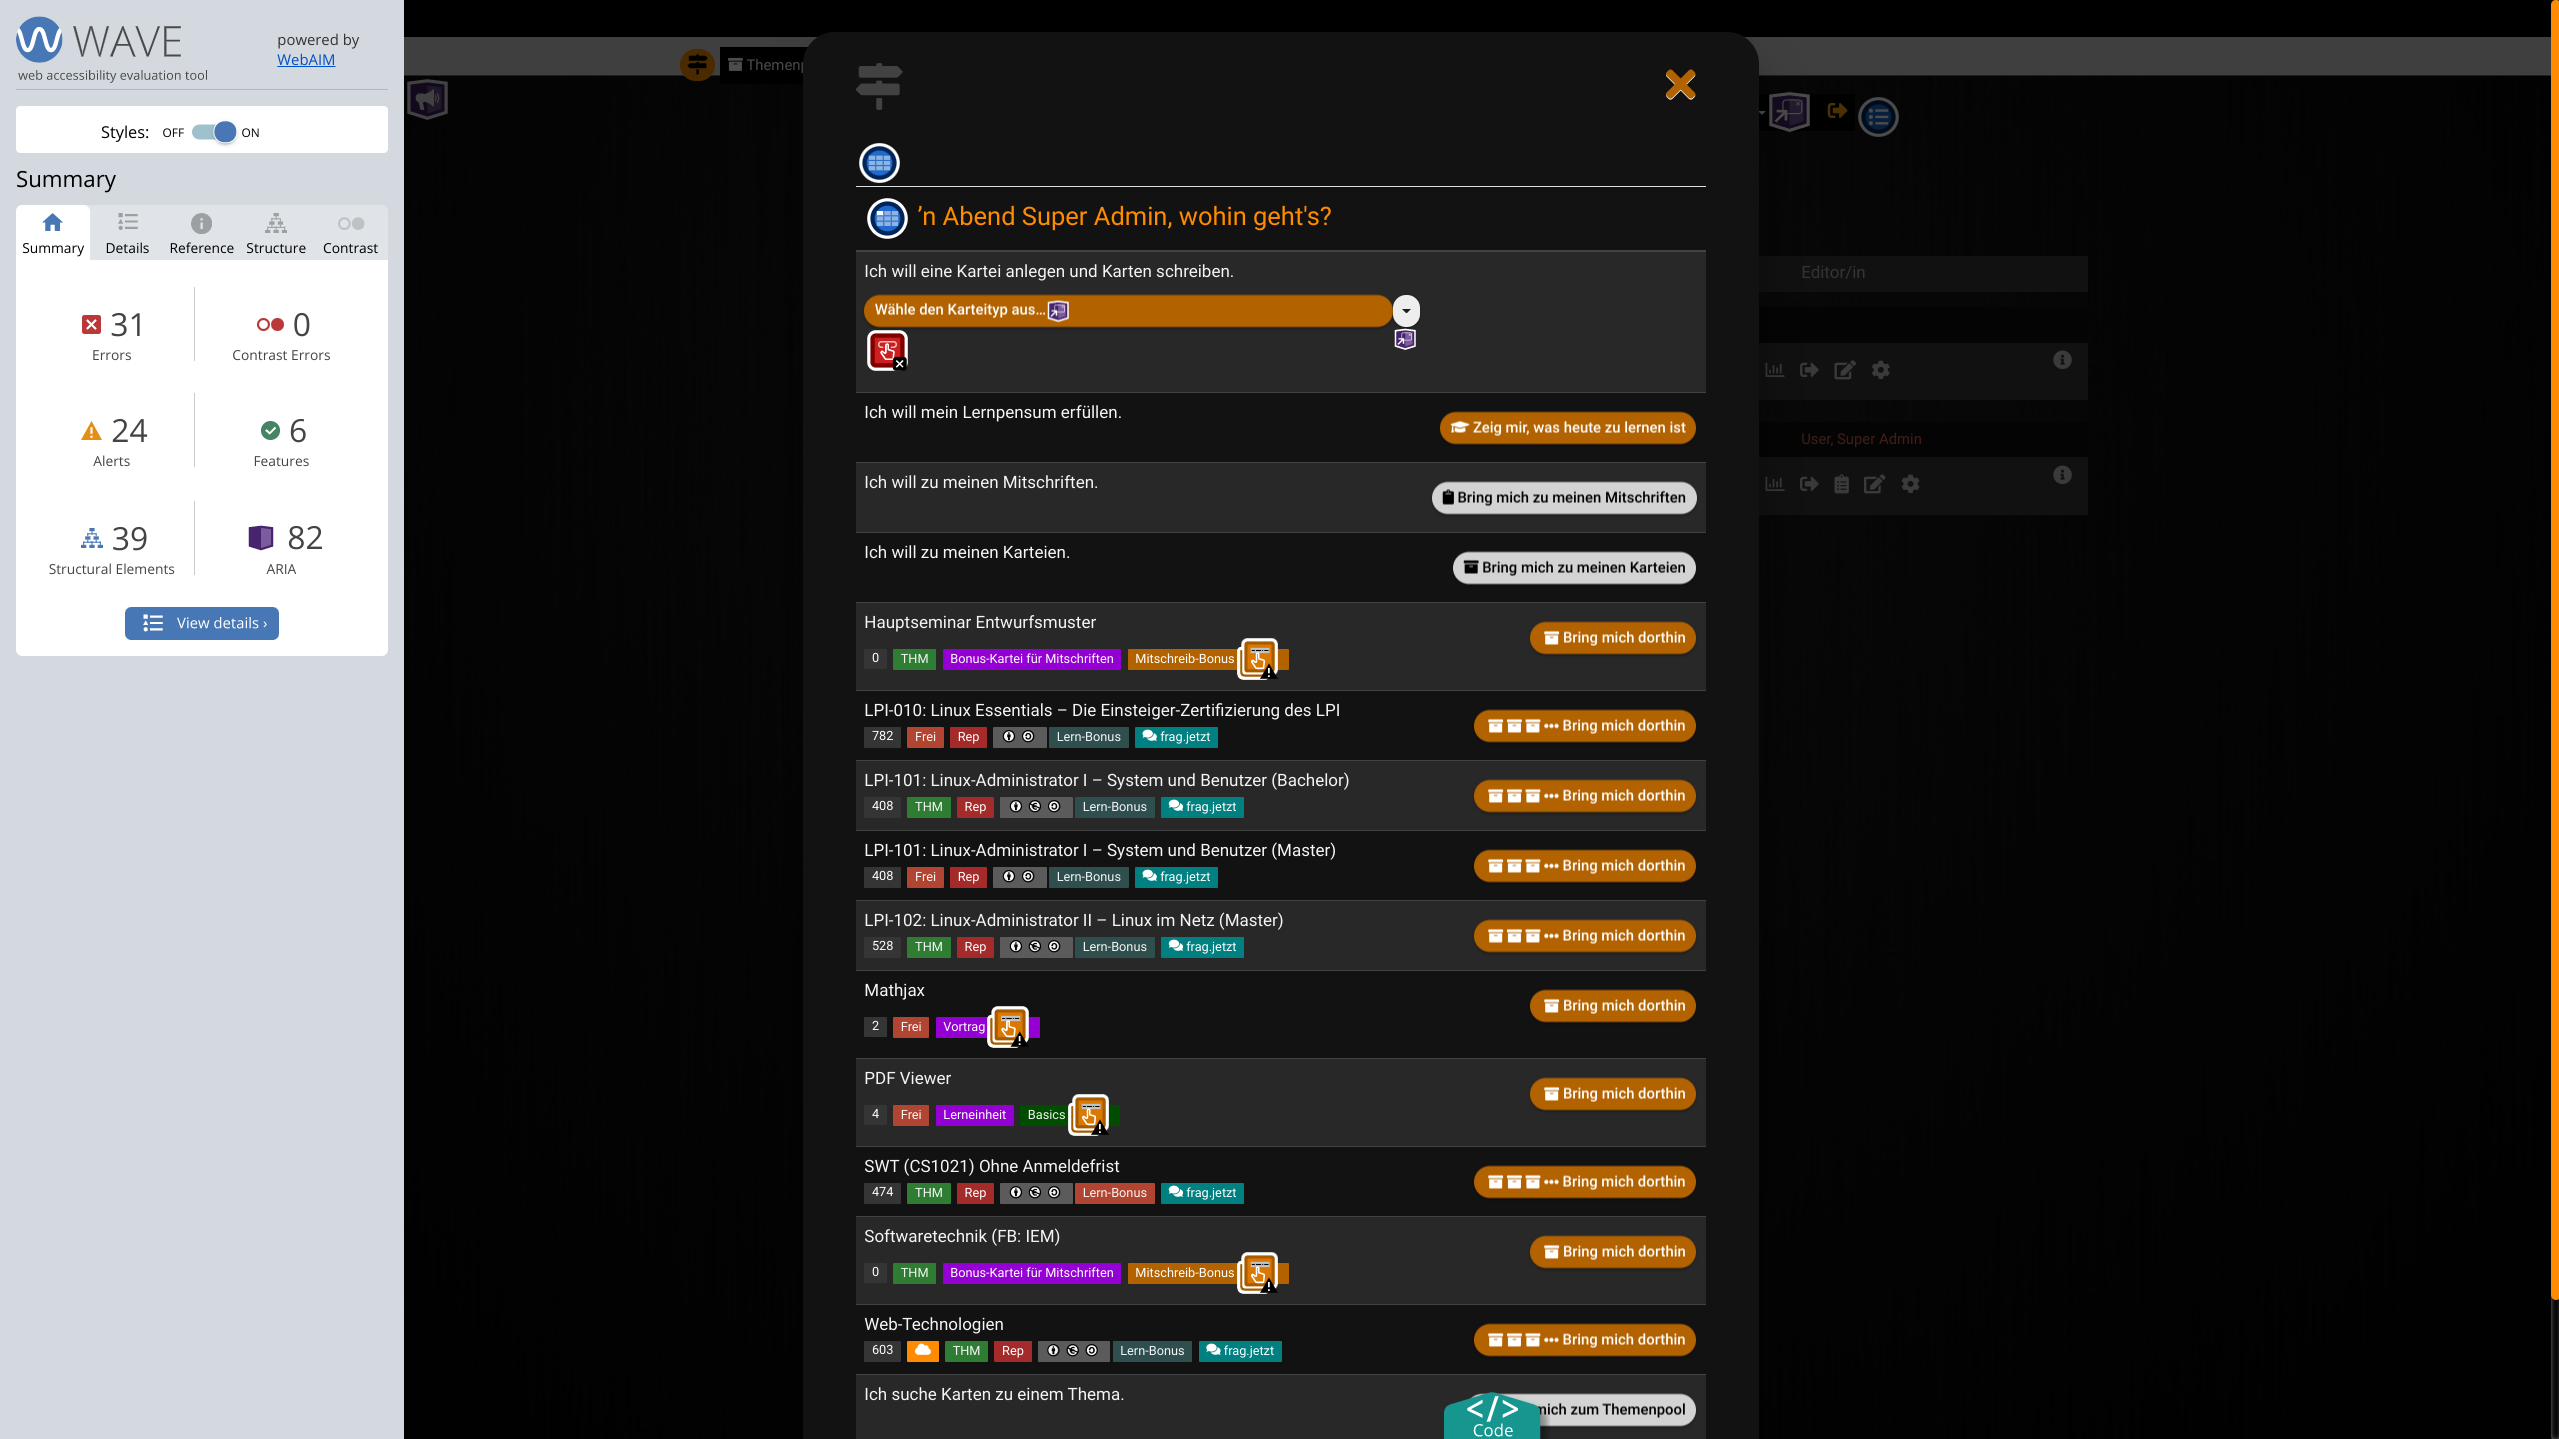 WAVE
web accessibility evaluation tool
powered by
WebAIM
Styles: OFF ON
Summary
Summary Details Reference Structure Contrast
31
Errors
0
Contrast Errors
24
Alerts
6
Features
39
Structural Elements
82
ARIA
View details ›
Themenp
’n Abend Super Admin, wohin geht's?
Ich will eine Kartei anlegen und Karten schreiben.
Wähle den Karteityp aus...
Ich will mein Lernpensum erfüllen.
Zeig mir, was heute zu lernen ist
Ich will zu meinen Mitschriften.
Bring mich zu meinen Mitschriften
Ich will zu meinen Karteien.
Bring mich zu meinen Karteien
Hauptseminar Entwurfsmuster
Bring mich dorthin
0 THM Bonus-Kartei für Mitschriften Mitschreib-Bonus
LPI-010: Linux Essentials – Die Einsteiger-Zertifizierung des LPI
Bring mich dorthin
782 Frei Rep Lern-Bonus frag.jetzt
LPI-101: Linux-Administrator I – System und Benutzer (Bachelor)
Bring mich dorthin
408 THM Rep Lern-Bonus frag.jetzt
LPI-101: Linux-Administrator I – System und Benutzer (Master)
Bring mich dorthin
408 Frei Rep Lern-Bonus frag.jetzt
LPI-102: Linux-Administrator II – Linux im Netz (Master)
Bring mich dorthin
528 THM Rep Lern-Bonus frag.jetzt
Mathjax
Bring mich dorthin
2 Frei Vortrag
PDF Viewer
Bring mich dorthin
4 Frei Lerneinheit Basics
SWT (CS1021) Ohne Anmeldefrist
Bring mich dorthin
474 THM Rep Lern-Bonus frag.jetzt
Softwaretechnik (FB: IEM)
Bring mich dorthin
0 THM Bonus-Kartei für Mitschriften Mitschreib-Bonus
Web-Technologien
Bring mich dorthin
603 THM Rep Lern-Bonus frag.jetzt
Ich suche Karten zu einem Thema.
mich zum Themenpool
</> Code
Editor/in
User, Super Admin